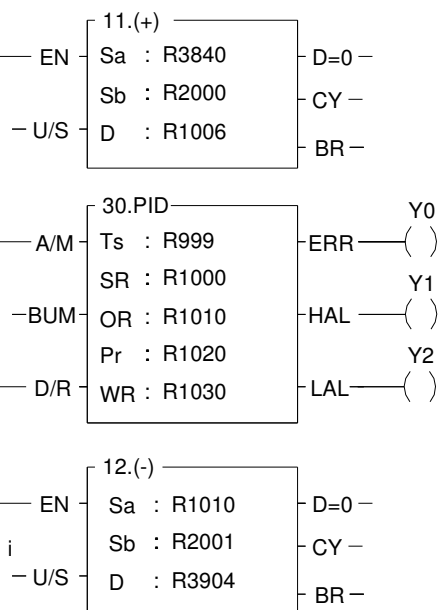 11.(+)
EN Sa : R3840 D=0
Sb : R2000 CY
U/S D : R1006 BR
30.PID Y0
A/M Ts : R999 ERR ( )
SR : R1000 Y1
BUM OR : R1010 HAL ( )
Pr : R1020 Y2
D/R WR : R1030 LAL ( )
12.(-)
EN Sa : R1010 D=0
i Sb : R2001 CY
U/S D : R3904 BR